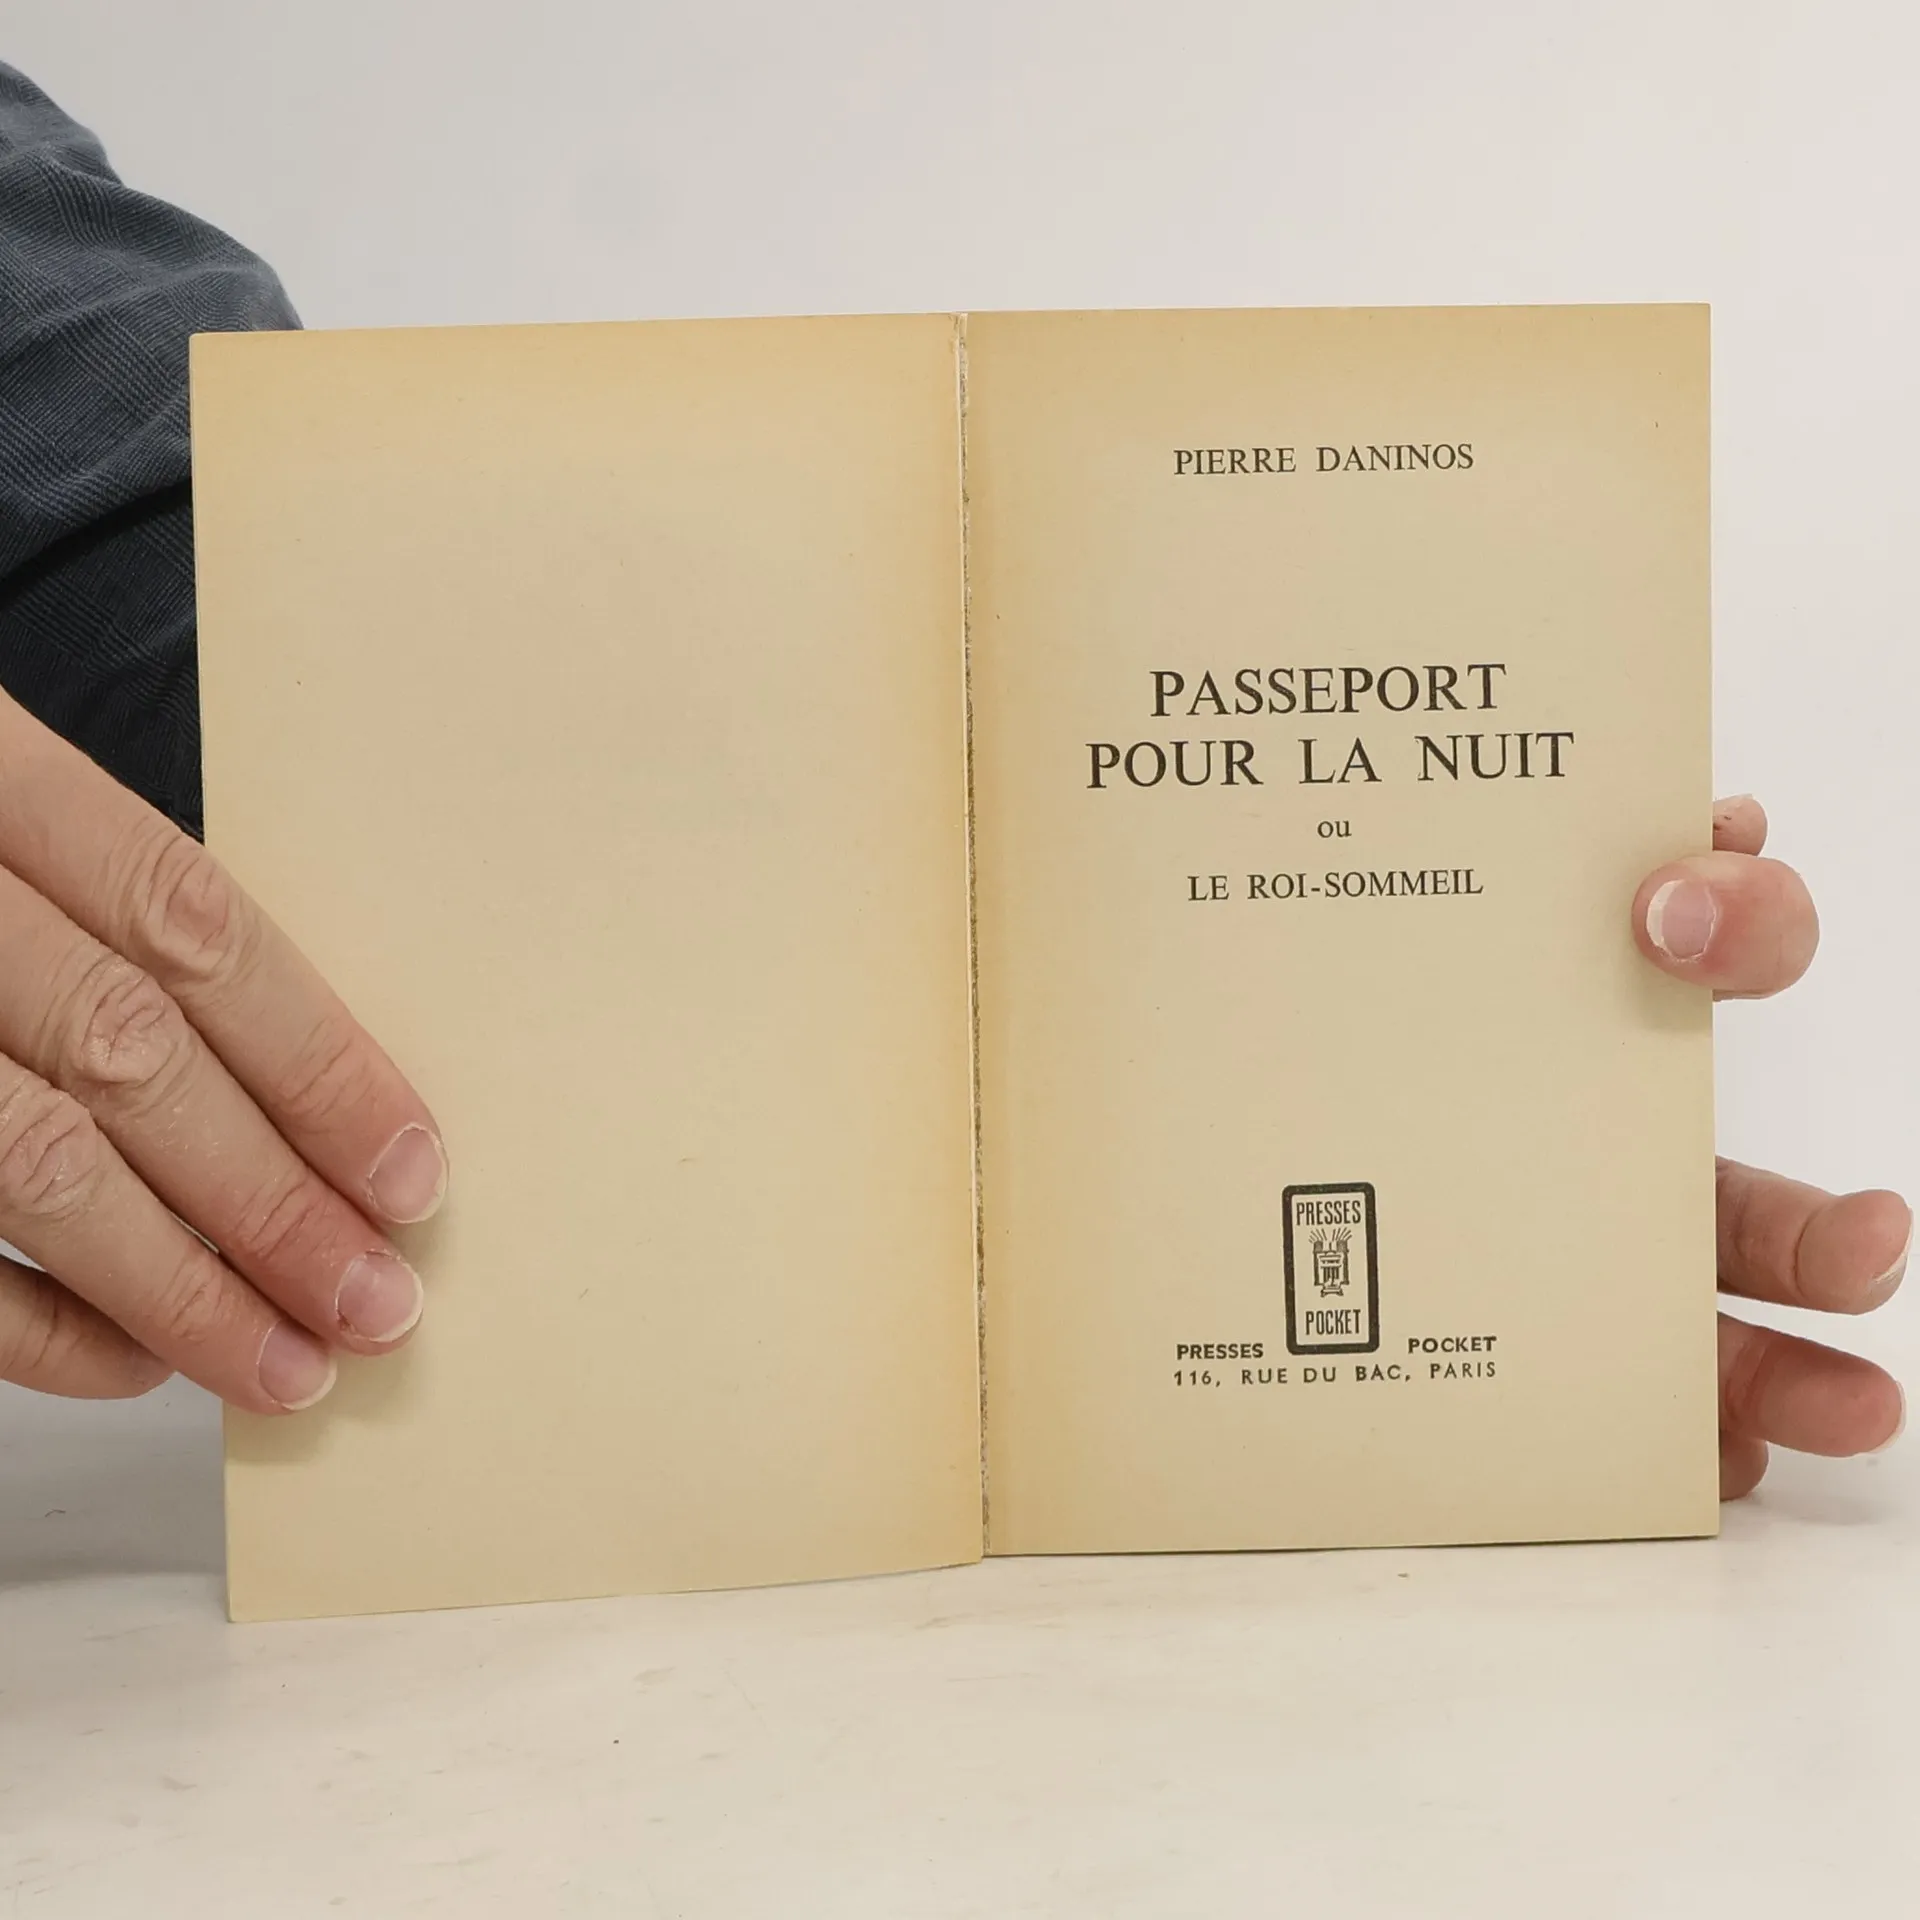 PIERRE DANINOS
PASSEPORT
POUR LA NUIT
ou
LE ROI-SOMMEIL
PRESSES
POCKET
PRESSES POCKET
116, RUE DU BAC, PARIS